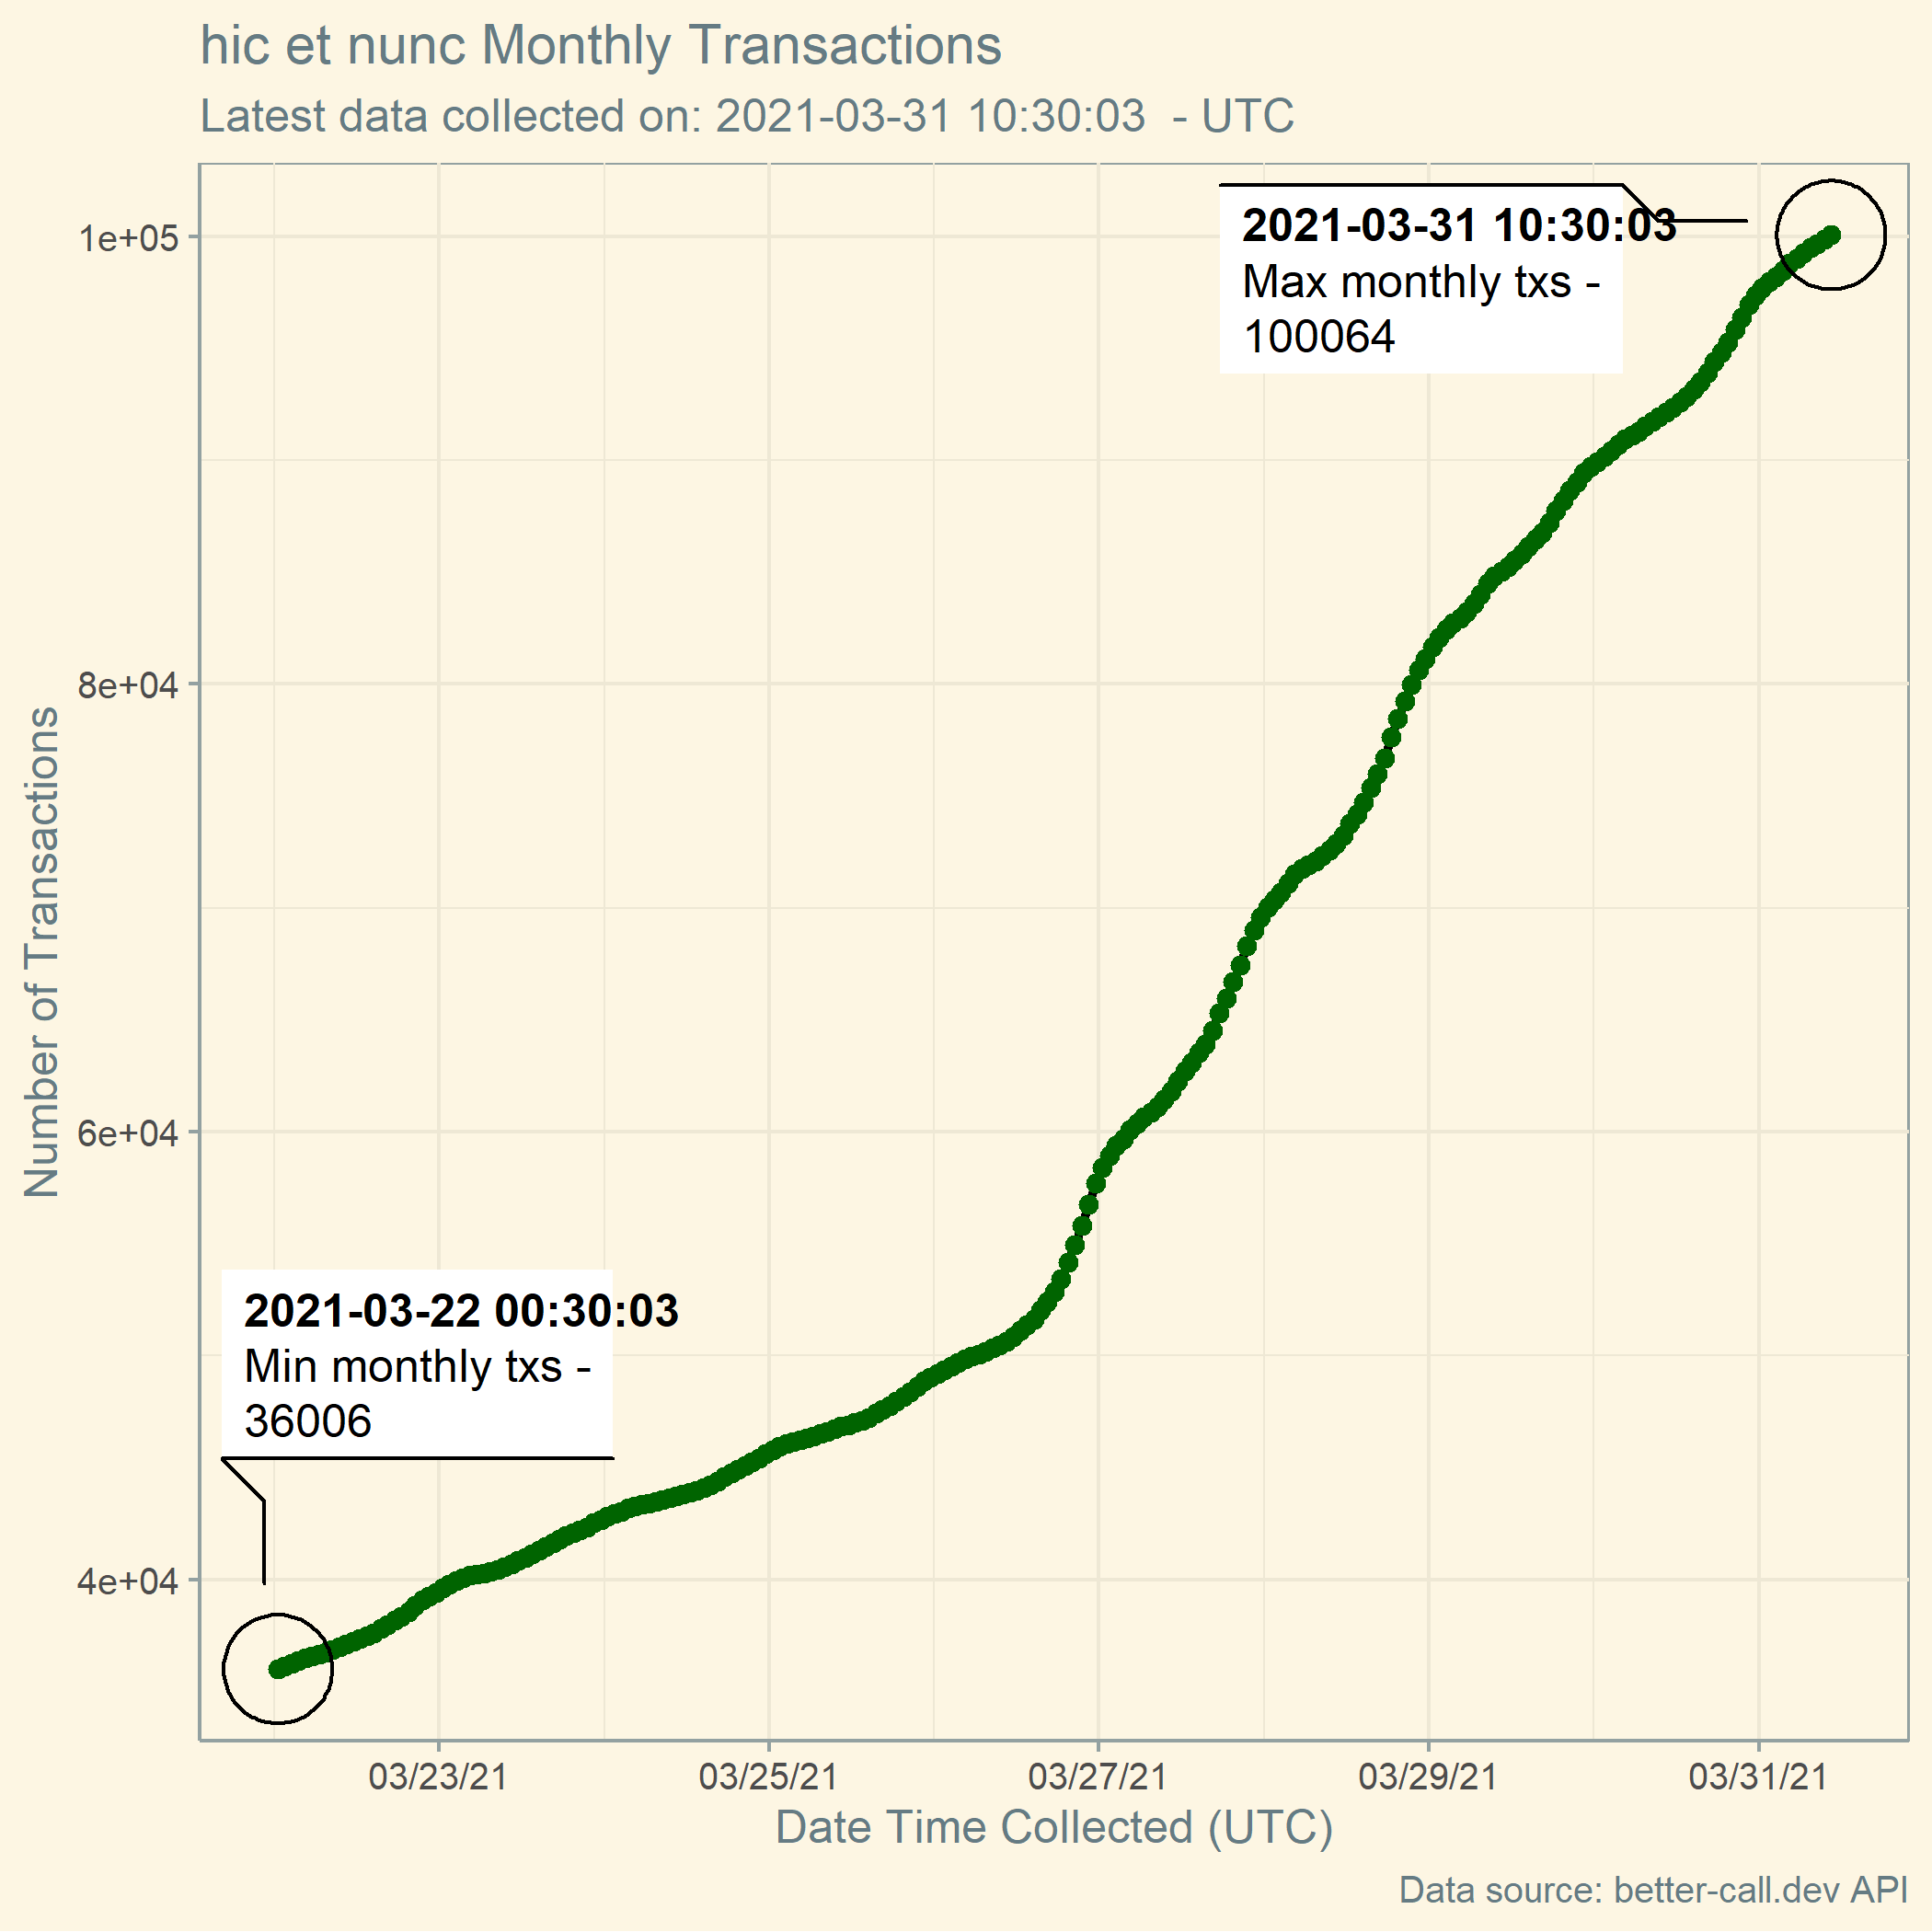 hic et nunc Monthly Transactions
Latest data collected on: 2021-03-31 10:30:03  - UTC
2021-03-31 10:30:03
Max monthly txs -
100064
1e+05
8e+04
6e+04
4e+04
Number of Transactions
2021-03-22 00:30:03
Min monthly txs -
36006
03/23/21
03/25/21
03/27/21
03/29/21
03/31/21
Date Time Collected (UTC)
Data source: better-call.dev API